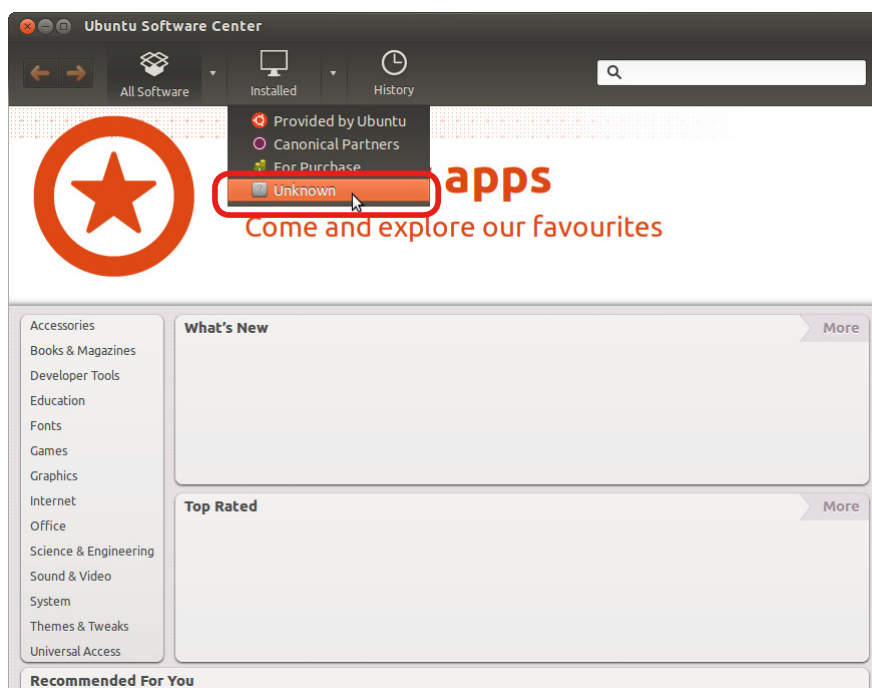 Ubuntu Software Center
All Software
Installed
History
Provided by Ubuntu
Canonical Partners
For Purchase
Unknown
apps
Come and explore our favourites
Accessories
Books & Magazines
Developer Tools
Education
Fonts
Games
Graphics
Internet
Office
Science & Engineering
Sound & Video
System
Themes & Tweaks
Universal Access
What's New
More
Top Rated
More
Recommended For You